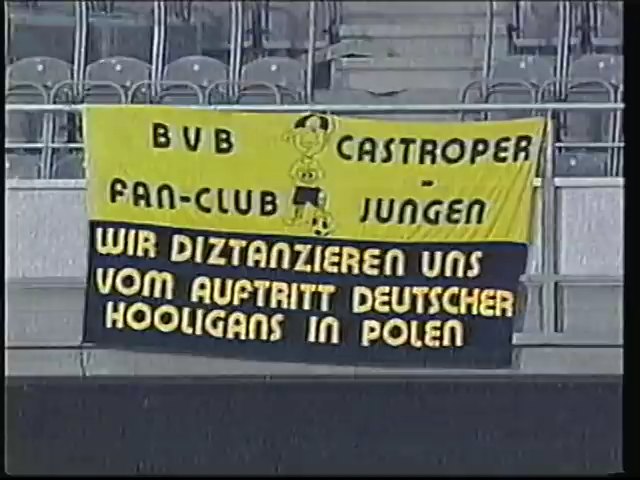 BVB CASTROPER
-
FAN-CLUB JUNGEN
WIR DIZTANZIEREN UNS
VOM AUFTRITT DEUTSCHER
HOOLIGANS IN POLEN